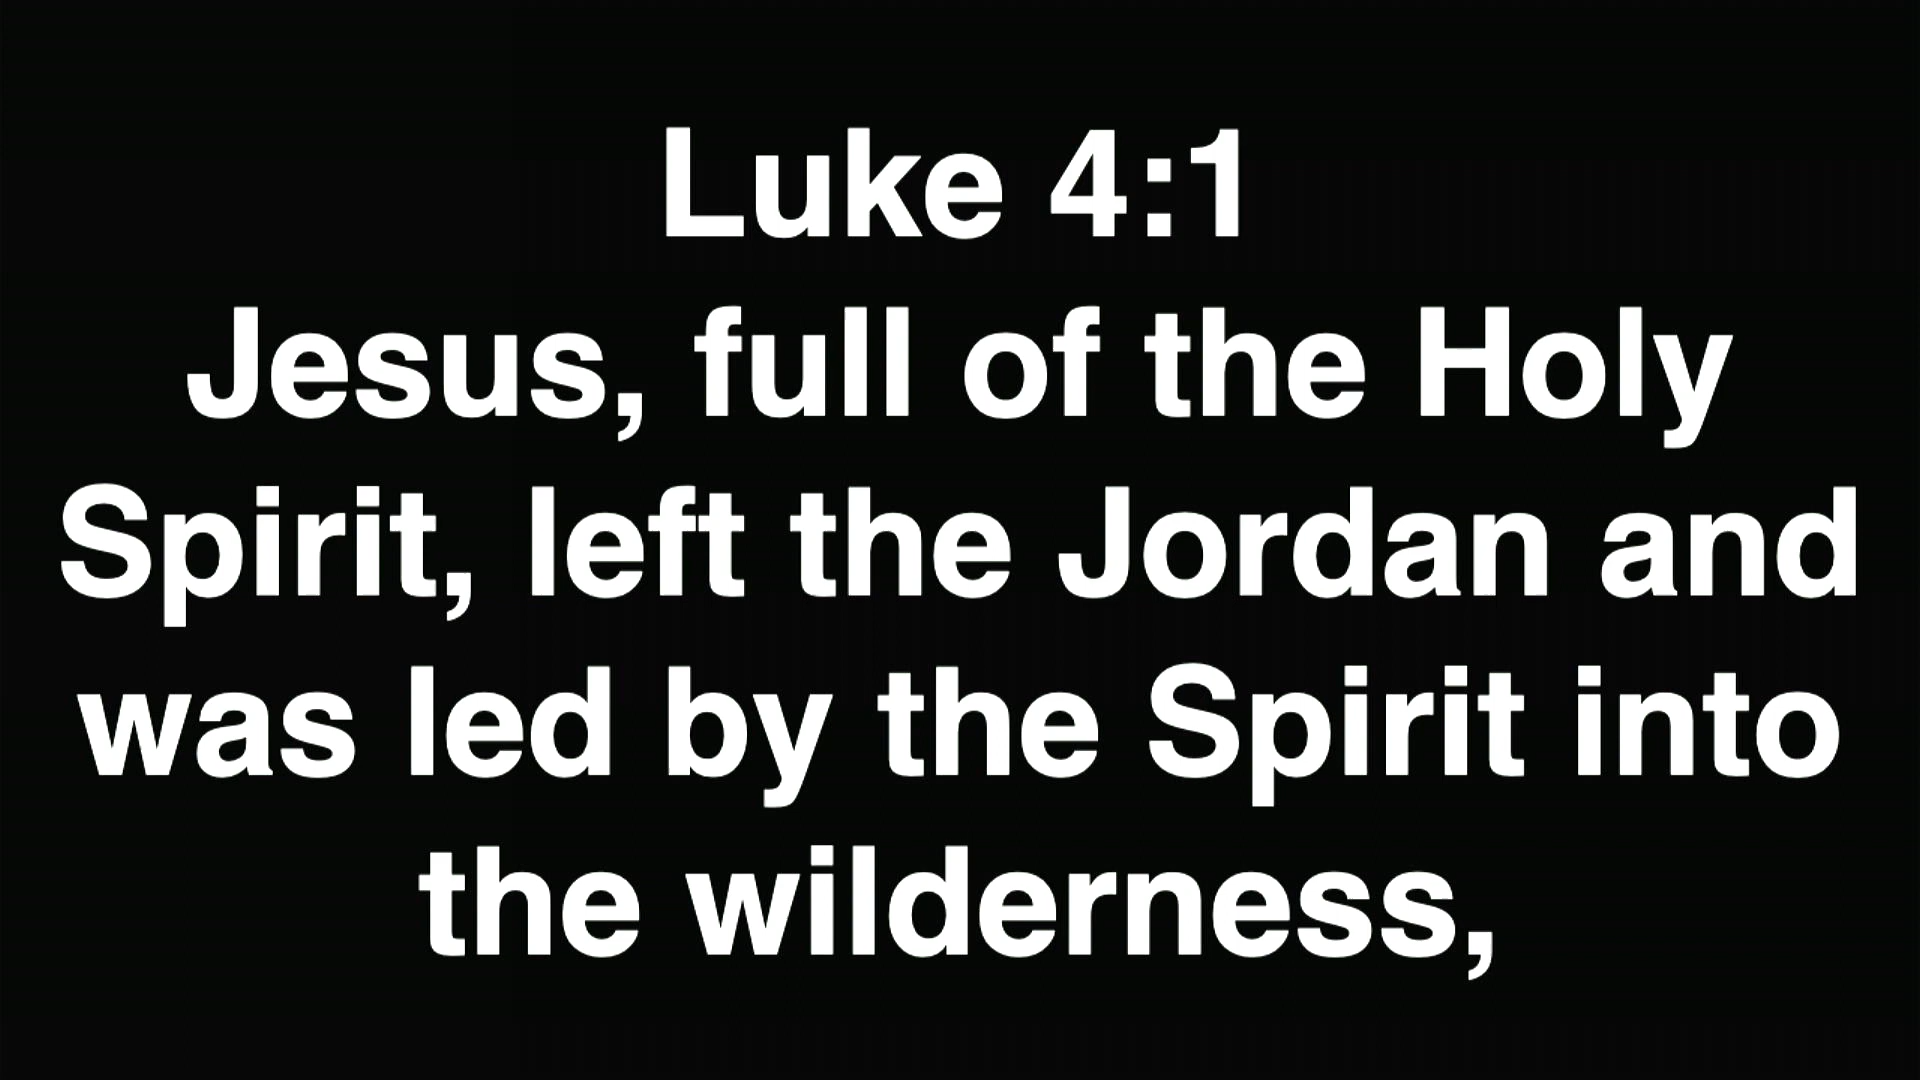 Luke 4:1
Jesus, full of the Holy
Spirit, left the Jordan and
was led by the Spirit into
the wilderness,